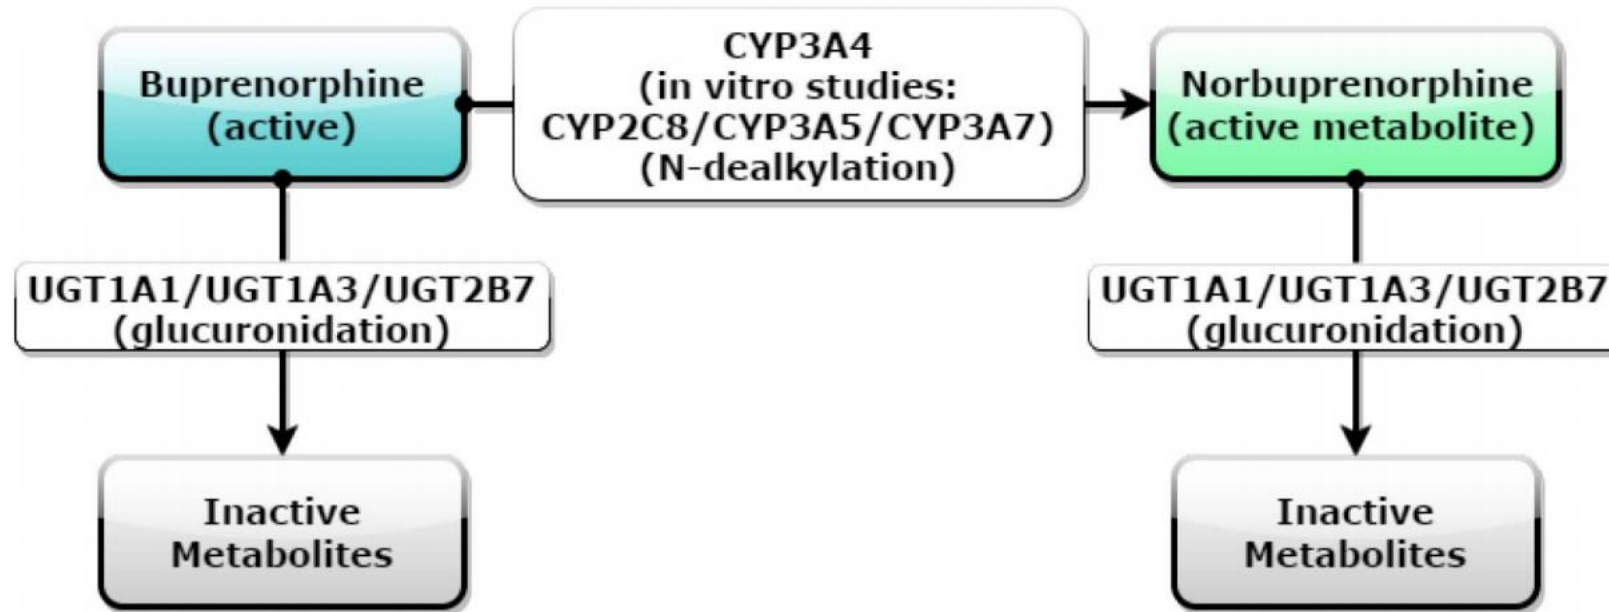 Buprenorphine
(active)
CYP3A4
(in vitro studies:
CYP2C8/CYP3A5/CYP3A7)
(N-dealkylation)
Norbuprenorphine
(active metabolite)
UGT1A1/UGT1A3/UGT2B7
(glucuronidation)
UGT1A1/UGT1A3/UGT2B7
(glucuronidation)
Inactive
Metabolites
Inactive
Metabolites